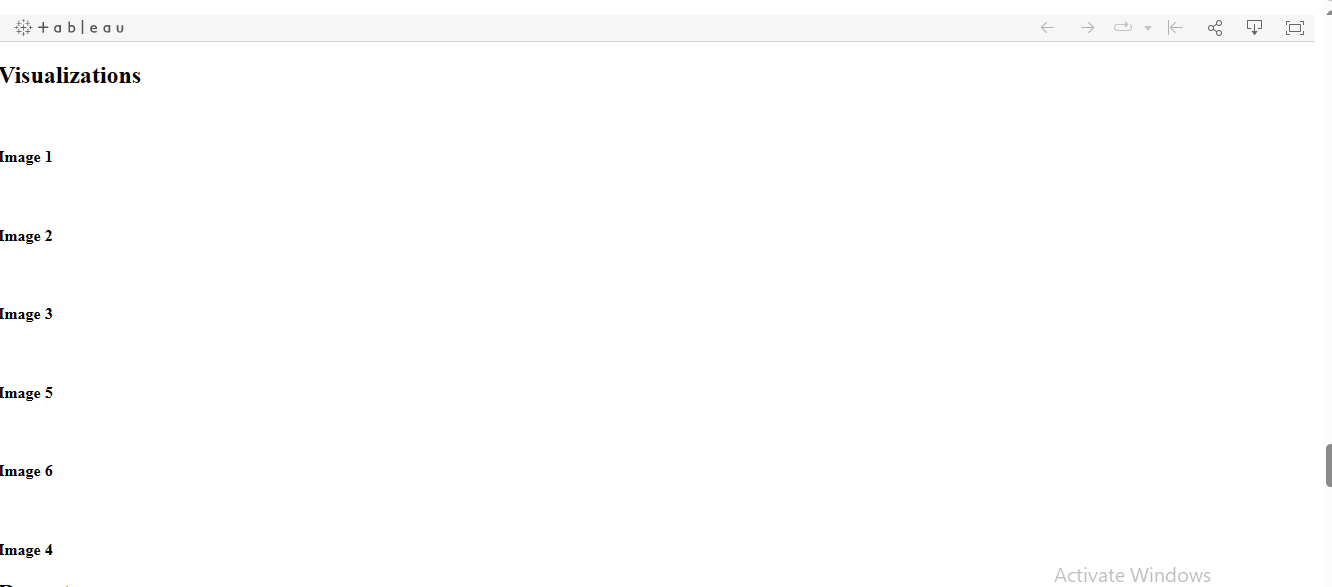 + a b l e a u
Visualizations
Image 1
Image 2
Image 3
Image 5
Image 6
Image 4
Activate Windows